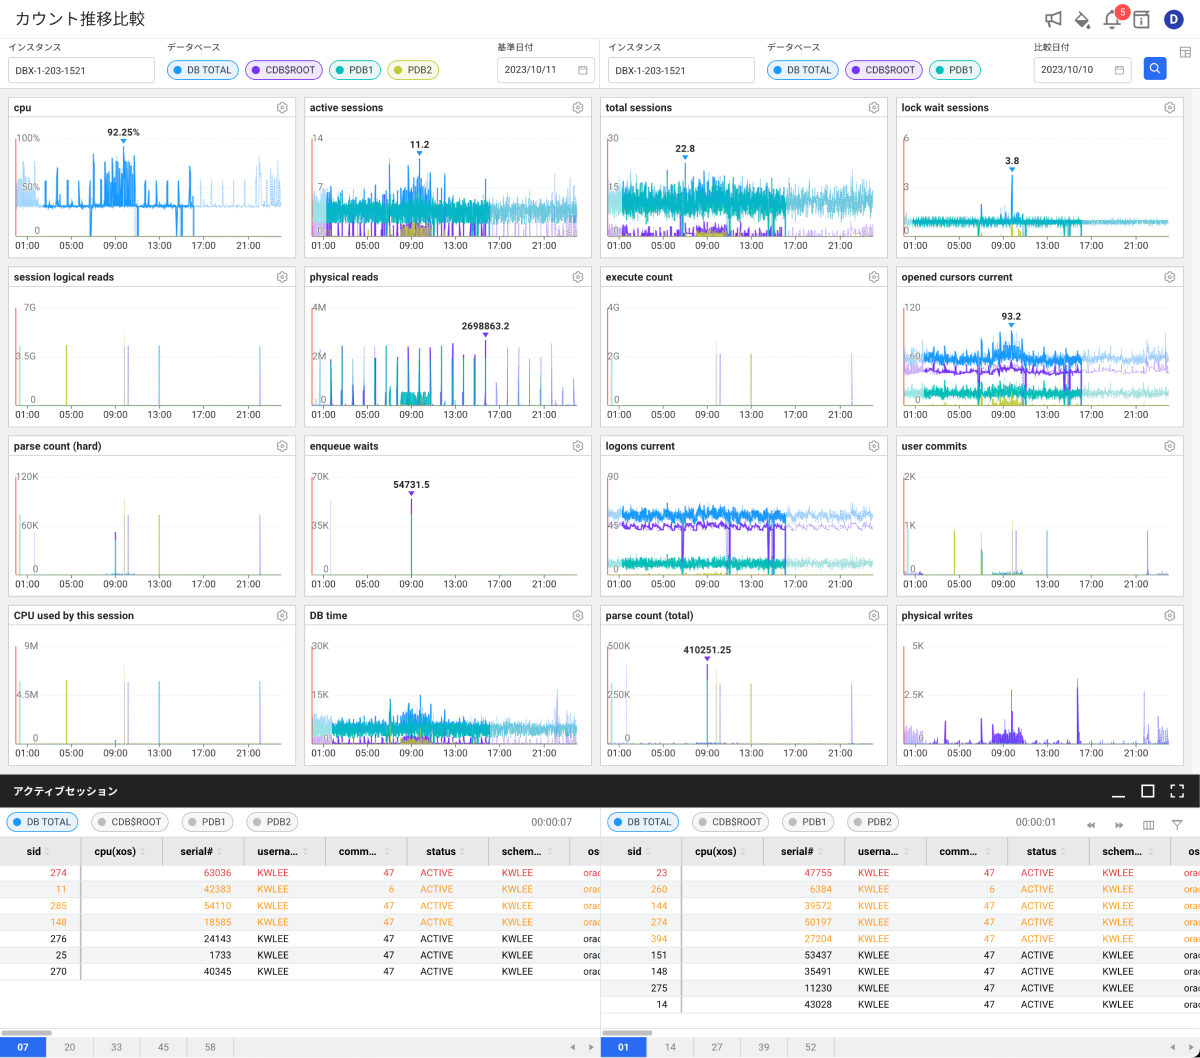 カウント推移比較
5
D
インスタンス データベース 基準日付 インスタンス データベース 比較日付
DBX-1-203-1521 DB TOTAL CDB$ROOT PDB1 PDB2 2023/10/11 DBX-1-203-1521 DB TOTAL CDB$ROOT PDB1 2023/10/10
cpu
100%
50%
0
92.25%
01:00 05:00 09:00 13:00 17:00 21:00
active sessions
14
7
0
11.2
01:00 05:00 09:00 13:00 17:00 21:00
total sessions
30
15
0
22.8
01:00 05:00 09:00 13:00 17:00 21:00
lock wait sessions
6
3
0
3.8
01:00 05:00 09:00 13:00 17:00 21:00
session logical reads
7G
3.5G
0
01:00 05:00 09:00 13:00 17:00 21:00
physical reads
4M
2M
0
2698863.2
01:00 05:00 09:00 13:00 17:00 21:00
execute count
4G
2G
0
01:00 05:00 09:00 13:00 17:00 21:00
opened cursors current
120
60
0
93.2
01:00 05:00 09:00 13:00 17:00 21:00
parse count (hard)
120K
60K
0
01:00 05:00 09:00 13:00 17:00 21:00
enqueue waits
70K
35K
0
54731.5
01:00 05:00 09:00 13:00 17:00 21:00
logons current
90
45
0
01:00 05:00 09:00 13:00 17:00 21:00
user commits
2K
1K
0
01:00 05:00 09:00 13:00 17:00 21:00
CPU used by this session
9M
4.5M
0
01:00 05:00 09:00 13:00 17:00 21:00
DB time
30K
15K
0
01:00 05:00 09:00 13:00 17:00 21:00
parse count (total)
500K
250K
0
410251.25
01:00 05:00 09:00 13:00 17:00 21:00
physical writes
5K
2.5K
0
01:00 05:00 09:00 13:00 17:00 21:00
アクティブセッション
DB TOTAL CDB$ROOT PDB1 PDB2 00:00:07
sid cpu(xos) serial# userna... comm... status schem... os
274 63036 KWLEE 47 ACTIVE KWLEE orac
11 42383 KWLEE 6 ACTIVE KWLEE orac
285 54110 KWLEE 47 ACTIVE KWLEE orac
148 18585 KWLEE 47 ACTIVE KWLEE orac
276 24143 KWLEE 47 ACTIVE KWLEE orac
25 1733 KWLEE 47 ACTIVE KWLEE orac
270 40345 KWLEE 47 ACTIVE KWLEE orac
07 20 33 45 58
DB TOTAL CDB$ROOT PDB1 PDB2 00:00:01
sid cpu(xos) serial# userna... comm... status schem... os
23 47755 KWLEE 47 ACTIVE KWLEE orac
260 6384 KWLEE 6 ACTIVE KWLEE orac
144 39572 KWLEE 47 ACTIVE KWLEE orac
274 50197 KWLEE 47 ACTIVE KWLEE orac
394 27204 KWLEE 47 ACTIVE KWLEE orac
151 53437 KWLEE 47 ACTIVE KWLEE orac
148 35491 KWLEE 47 ACTIVE KWLEE orac
275 11230 KWLEE 47 ACTIVE KWLEE orac
14 43028 KWLEE 47 ACTIVE KWLEE orac
01 14 27 39 52